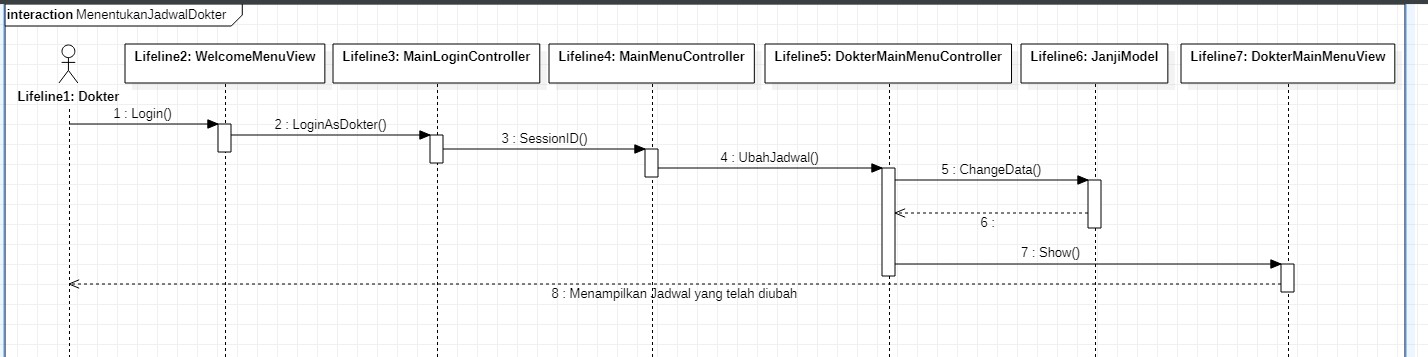 interaction MenentukanJadwalDokter
Lifeline1: Dokter
Lifeline2: WelcomeMenuView
Lifeline3: MainLoginController
Lifeline4: MainMenuController
Lifeline5: DokterMainMenuController
Lifeline6: JanjiModel
Lifeline7: DokterMainMenuView
1 : Login()
2 : LoginAsDokter()
3 : SessionID()
4 : UbahJadwal()
5 : ChangeData()
6 :
7 : Show()
8 : Menampilkan Jadwal yang telah diubah